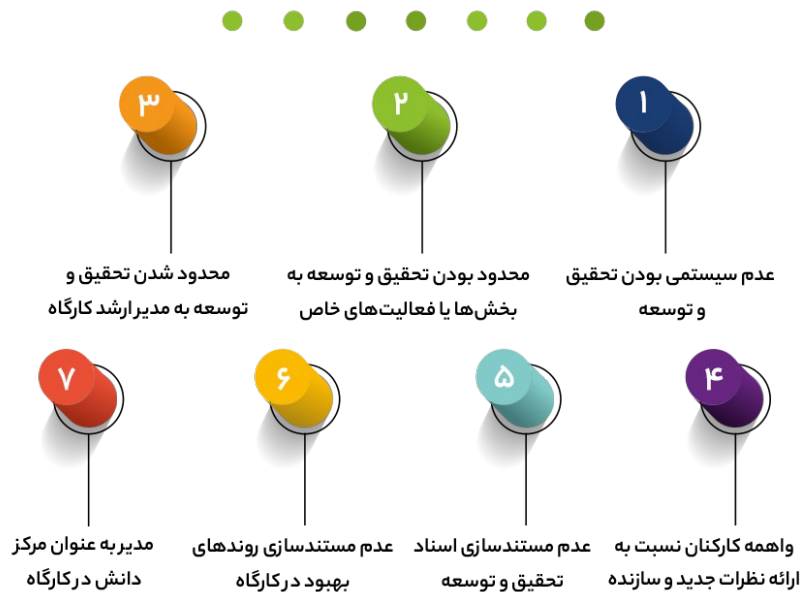 ۱
عدم سیستمی بودن تحقیق
و توسعه
۲
محدود بودن تحقیق و توسعه به
بخش‌ها یا فعالیت‌های خاص
۳
محدود شدن تحقیق و
توسعه به مدیر ارشد کارگاه
۴
واهمه کارکنان نسبت به
ارائه نظرات جدید و سازنده
۵
عدم مستندسازی اسناد
تحقیق و توسعه
۶
عدم مستندسازی روندهای
بهبود در کارگاه
۷
مدیر به عنوان مرکز
دانش در کارگاه